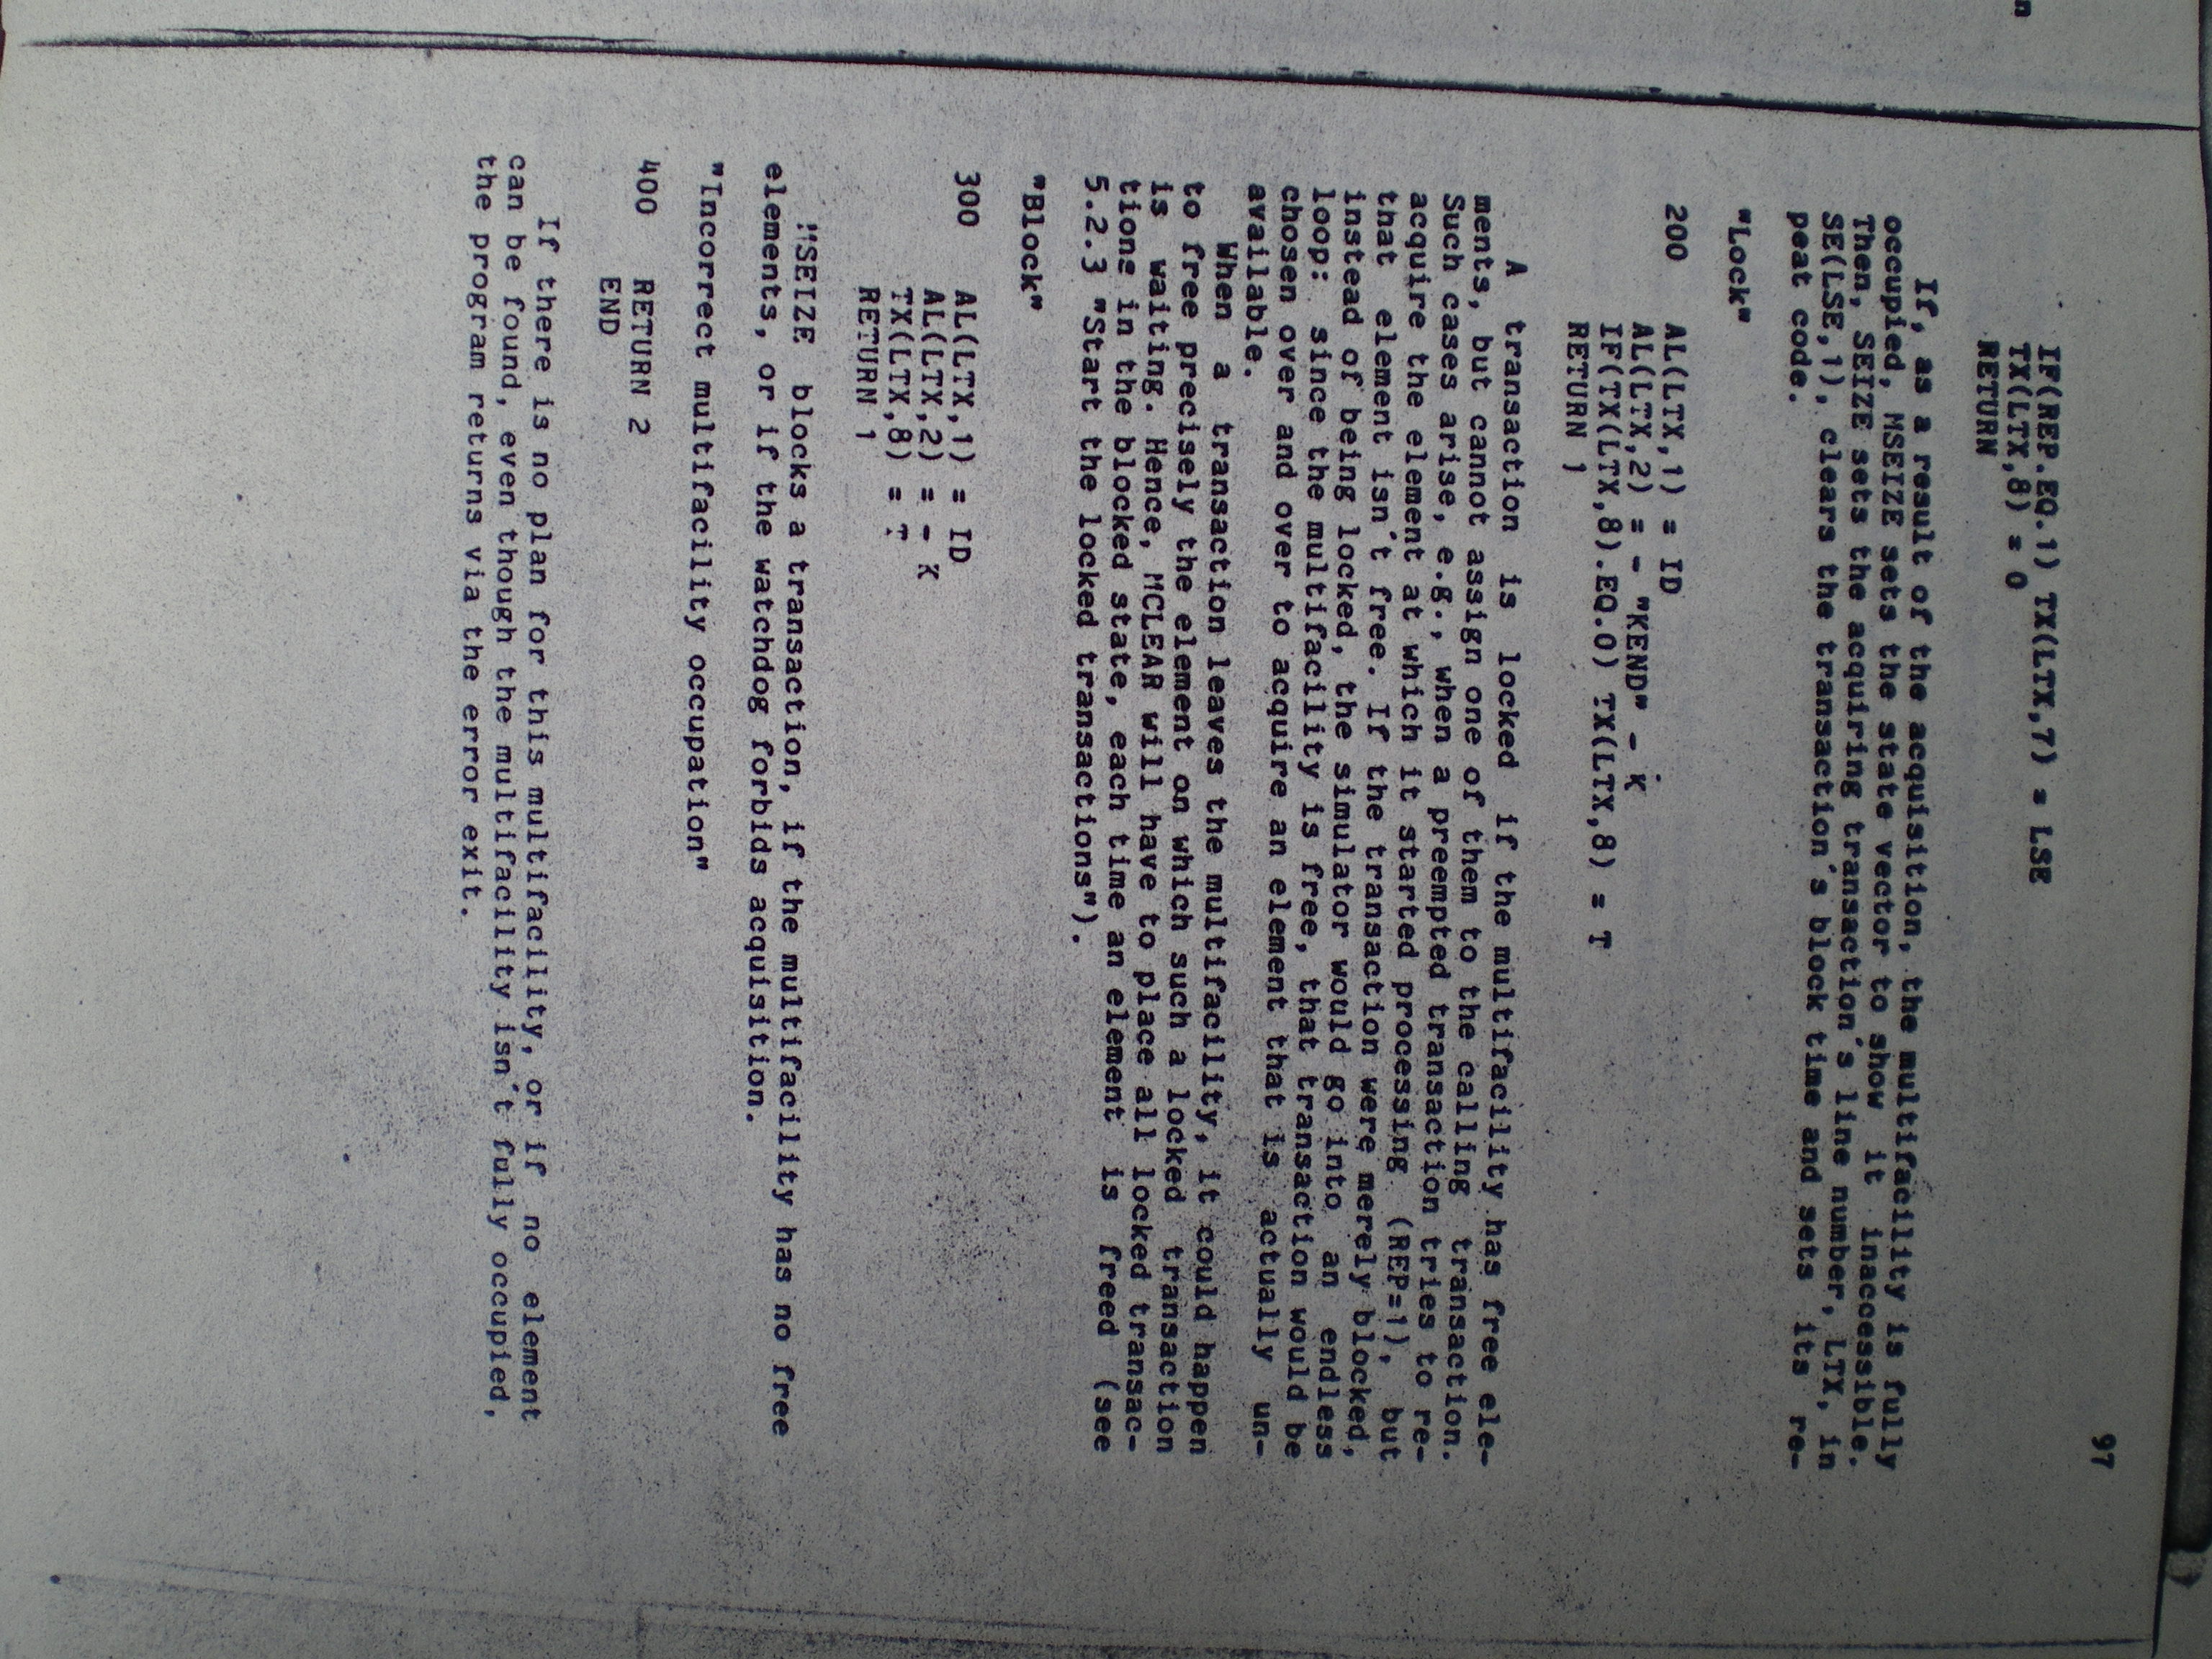 97
IF(REP.EQ.1) TX(LTX,7) = LSE
TX(LTX,8) = 0
RETURN
If, as a result of the acquisition, the multifacility is fully
occupied, MSEIZE sets the state vector to show it inaccessible.
Then, SEIZE sets the acquiring transaction's line number, LTX, in
SE(LSE,1), clears the transaction's block time and sets its re-
peat code.
"Lock"
200 AL(LTX,1) = ID
AL(LTX,2) = - "KEND" - K
IF(TX(LTX,8).EQ.0) TX(LTX,8) = T
RETURN 1
A transaction is locked if the multifacility has free ele-
ments, but cannot assign one of them to the calling transaction.
Such cases arise, e.g., when a preempted transaction tries to re-
acquire the element at which it started processing (REP=1), but
that element isn't free. If the transaction were merely blocked,
instead of being locked, the simulator would go into an endless
loop: since the multifacility is free, that transaction would be
chosen over and over to acquire an element that is actually un-
available.
When a transaction leaves the multifacility, it could happen
to free precisely the element on which such a locked transaction
is waiting. Hence, MCLEAR will have to place all locked transac-
tions in the blocked state, each time an element is freed (see
5.2.3 "Start the locked transactions").
"Block"
300 AL(LTX,1) = ID
AL(LTX,2) = - K
TX(LTX,8) = T
RETURN 1
MSEIZE blocks a transaction, if the multifacility has no free
elements, or if the watchdog forbids acquisition.
"Incorrect multifacility occupation"
400 RETURN 2
END
If there is no plan for this multifacility, or if no element
can be found, even though the multifacility isn't fully occupied,
the program returns via the error exit.